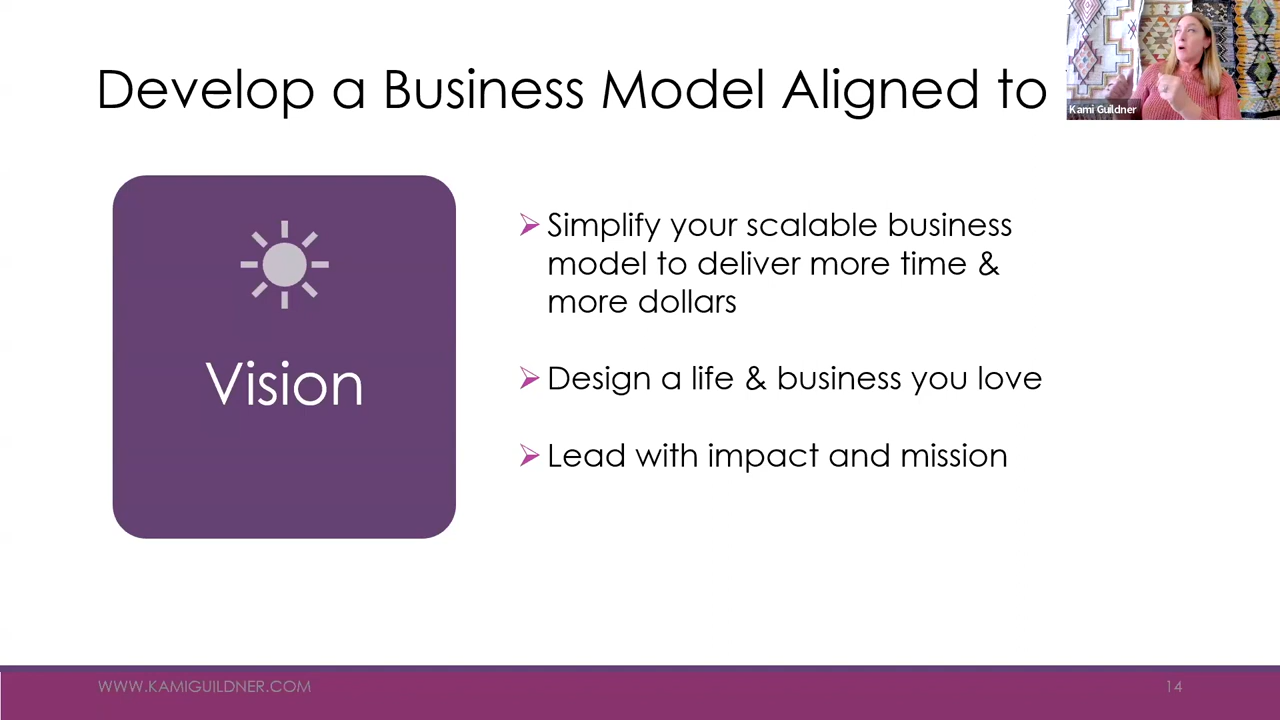 Develop a Business Model Aligned to
Kami Guildner
Vision
➢Simplify your scalable business
model to deliver more time &
more dollars
➢Design a life & business you love
➢Lead with impact and mission
WWW.KAMIGUILDNER.COM
14